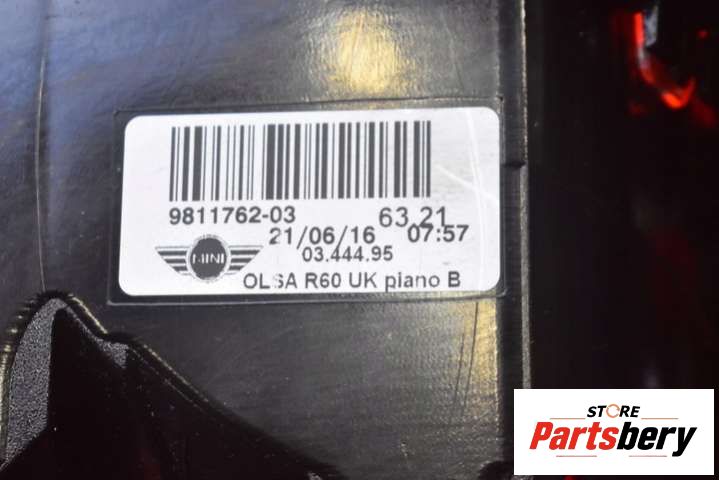 9811762-03 63.21
21/06/16 07:57
03.444.95
MINI
OLSA R60 UK piano B
STORE
Partsbery